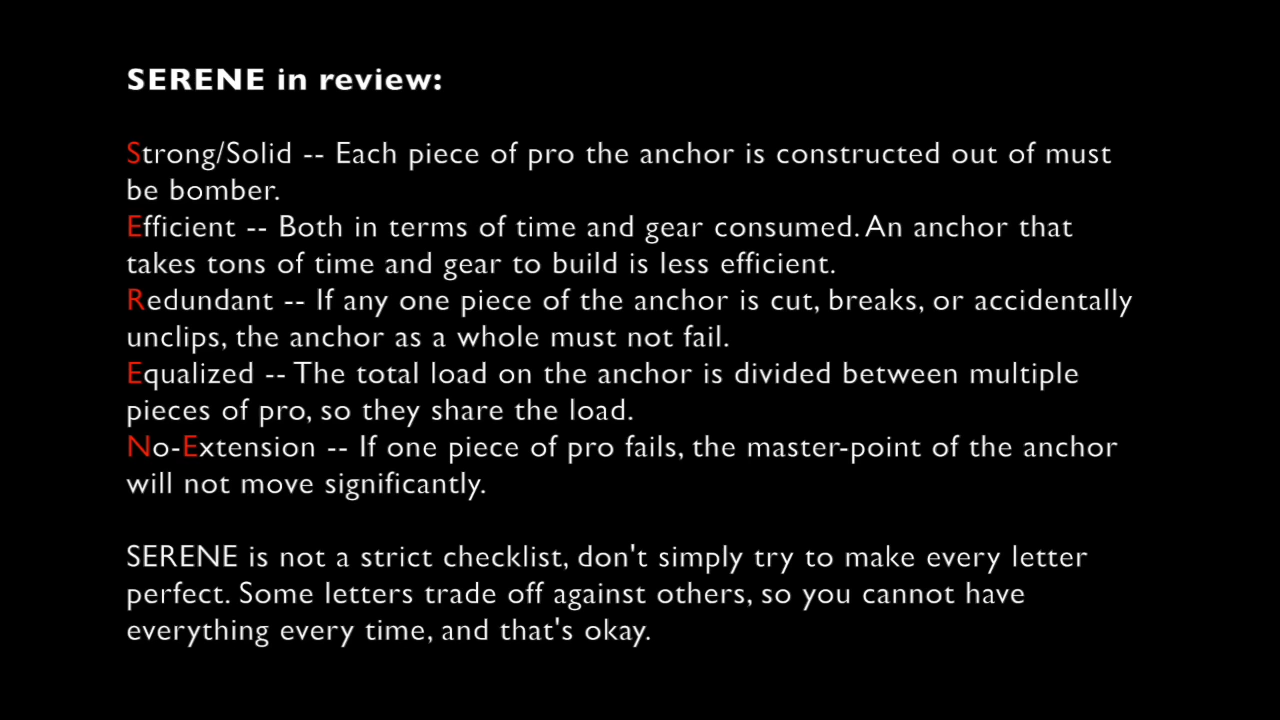 SERENE in review:
Strong/Solid -- Each piece of pro the anchor is constructed out of must
be bomber.
Efficient -- Both in terms of time and gear consumed. An anchor that
takes tons of time and gear to build is less efficient.
Redundant -- If any one piece of the anchor is cut, breaks, or accidentally
unclips, the anchor as a whole must not fail.
Equalized -- The total load on the anchor is divided between multiple
pieces of pro, so they share the load.
No-Extension -- If one piece of pro fails, the master-point of the anchor
will not move significantly.
SERENE is not a strict checklist, don't simply try to make every letter
perfect. Some letters trade off against others, so you cannot have
everything every time, and that's okay.